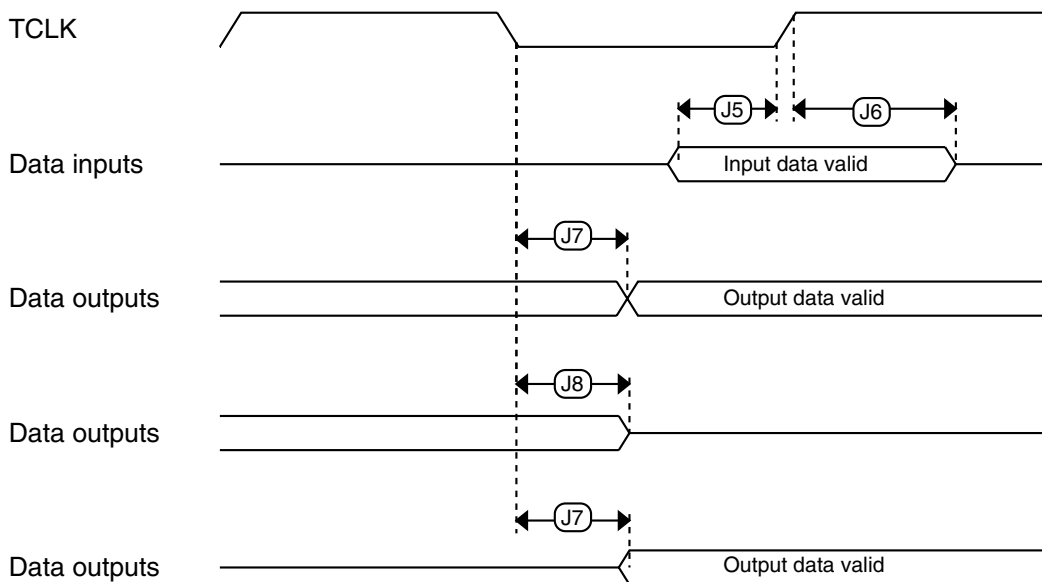 TCLK
J5
J6
Data inputs
Input data valid
J7
Data outputs
Output data valid
J8
Data outputs
J7
Data outputs
Output data valid